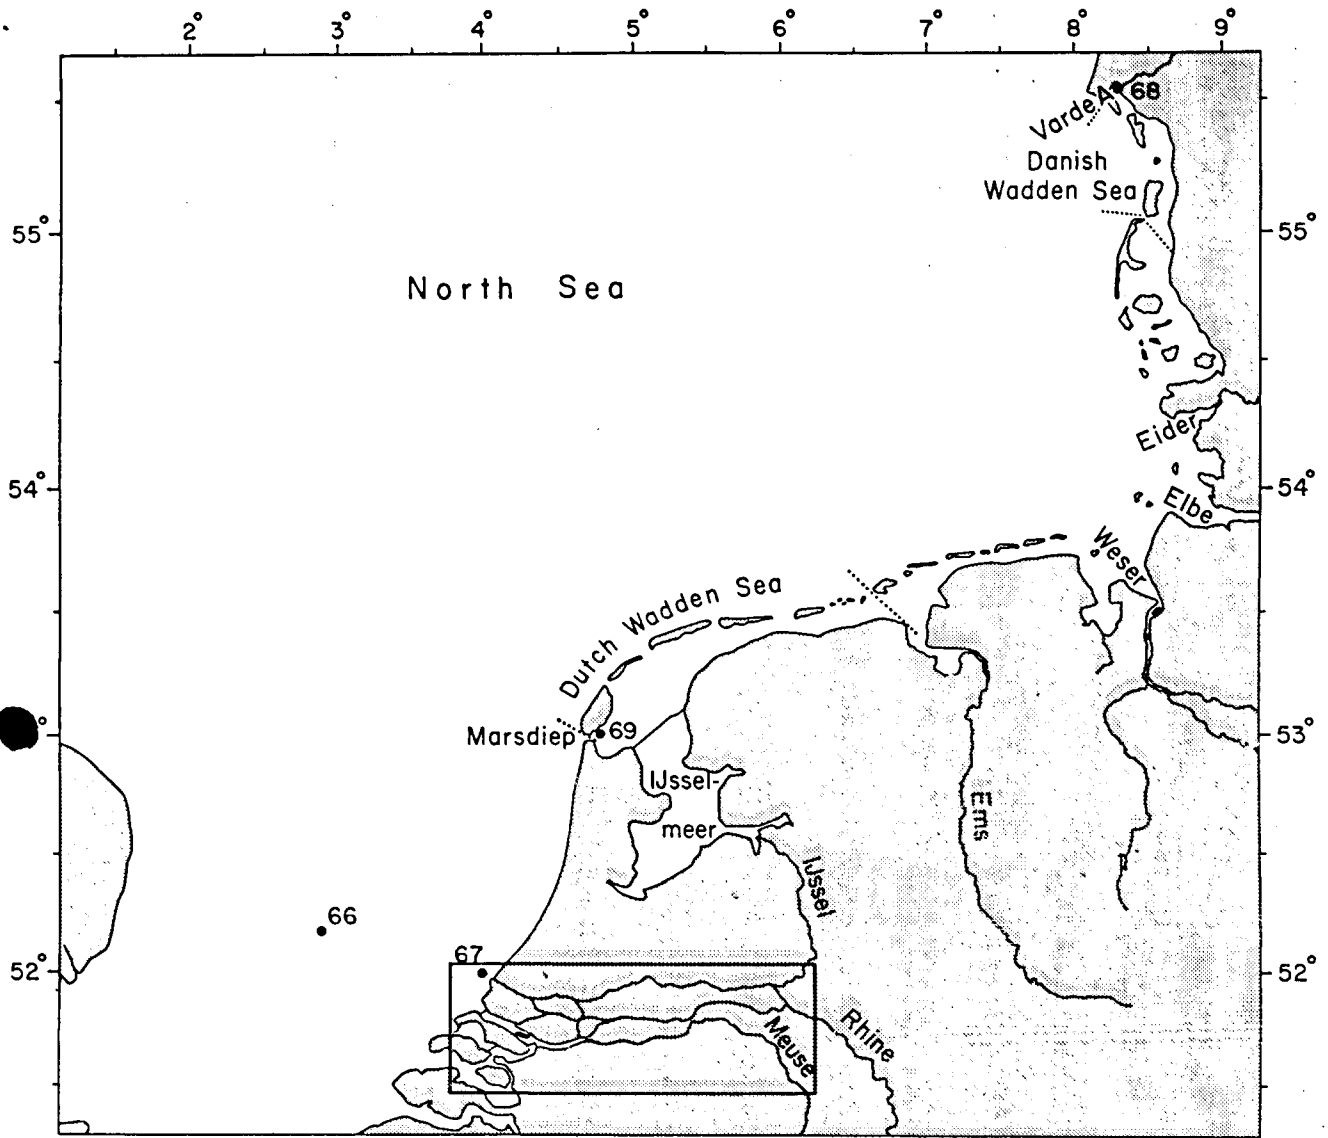 2° 3° 4° 5° 6° 7° 8° 9°
68
Varde A
Danish
Wadden Sea
55° 55°
North Sea
Eider
54° 54°
Elbe
Weser
Dutch Wadden Sea
Marsdiep 69
° 53°
IJssel-
meer
Ems
IJssel
66
67
52° 52°
Rhine
Meuse